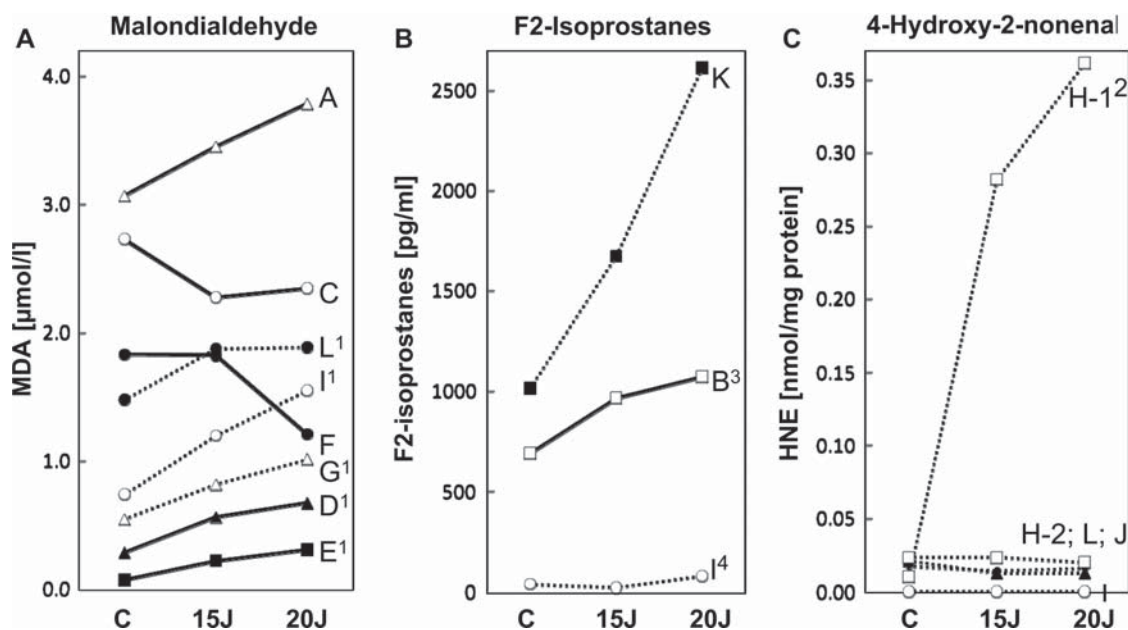 A Malondialdehyde
MDA [µmol/l]
4.0
3.0
2.0
1.0
0.0
A
C
L¹
I¹
F
G¹
D¹
E¹
C 15J 20J
B F2-Isoprostanes
F2-isoprostanes [pg/ml]
2500
2000
1500
1000
500
0
K
B³
I⁴
C 15J 20J
C 4-Hydroxy-2-nonenal
HNE [nmol/mg protein]
0.35
0.30
0.25
0.20
0.15
0.10
0.05
0.00
H-1²
H-2; L; J
I
C 15J 20J